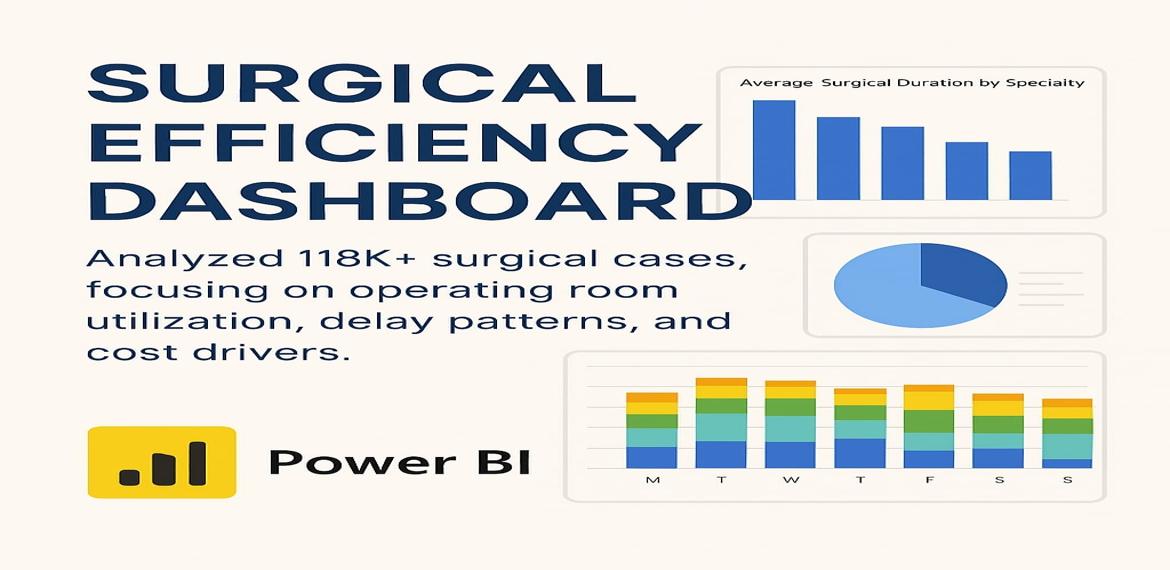 SURGICAL
EFFICIENCY
DASHBOARD
Analyzed 118K+ surgical cases,
focusing on operating room
utilization, delay patterns, and
cost drivers.
Power BI
Average Surgical Duration by Specialty
M T W T F S S